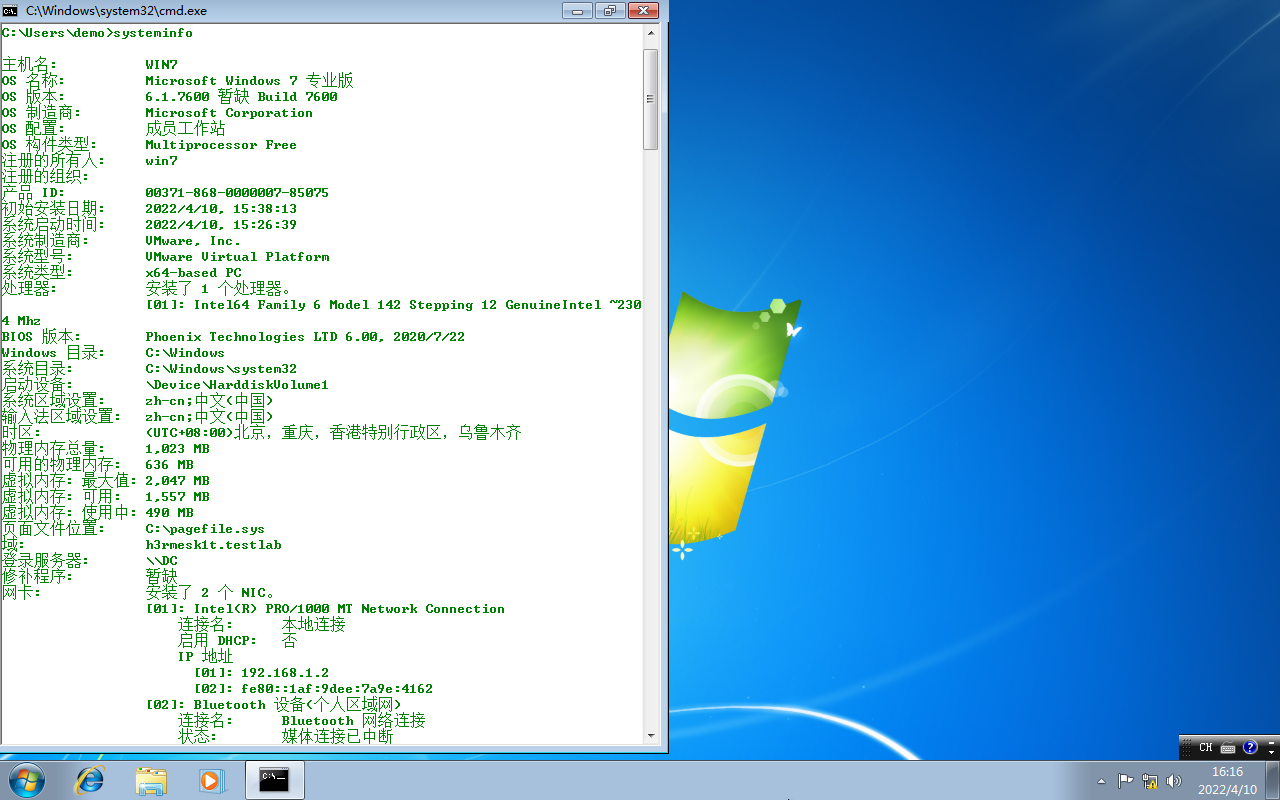 C:\Windows\system32\cmd.exe
C:\Users\demo>systeminfo
主机名: WIN7
OS 名称: Microsoft Windows 7 专业版
OS 版本: 6.1.7600 暂缺 Build 7600
OS 制造商: Microsoft Corporation
OS 配置: 成员工作站
OS 构件类型: Multiprocessor Free
注册的所有人: win7
注册的组织:
产品 ID: 00371-868-0000007-85075
初始安装日期: 2022/4/10, 15:38:13
系统启动时间: 2022/4/10, 15:26:39
系统制造商: VMware, Inc.
系统型号: VMware Virtual Platform
系统类型: x64-based PC
处理器: 安装了 1 个处理器。
[01]: Intel64 Family 6 Model 142 Stepping 12 GenuineIntel ~230
4 Mhz
BIOS 版本: Phoenix Technologies LTD 6.00, 2020/7/22
Windows 目录: C:\Windows
系统目录: C:\Windows\system32
启动设备: \Device\HarddiskVolume1
系统区域设置: zh-cn;中文(中国)
输入法区域设置: zh-cn;中文(中国)
时区: (UTC+08:00)北京，重庆，香港特别行政区，乌鲁木齐
物理内存总量: 1,023 MB
可用的物理内存: 636 MB
虚拟内存: 最大值: 2,047 MB
虚拟内存: 可用: 1,557 MB
虚拟内存: 使用中: 490 MB
页面文件位置: C:\pagefile.sys
域: h3rmesk1t.testlab
登录服务器: \\DC
修补程序: 暂缺
网卡: 安装了 2 个 NIC。
[01]: Intel(R) PRO/1000 MT Network Connection
连接名: 本地连接
启用 DHCP: 否
IP 地址
[01]: 192.168.1.2
[02]: fe80::1af:9dee:7a9e:4162
[02]: Bluetooth 设备(个人区域网)
连接名: Bluetooth 网络连接
状态: 媒体连接已中断
CH
C:\_
16:16
2022/4/10